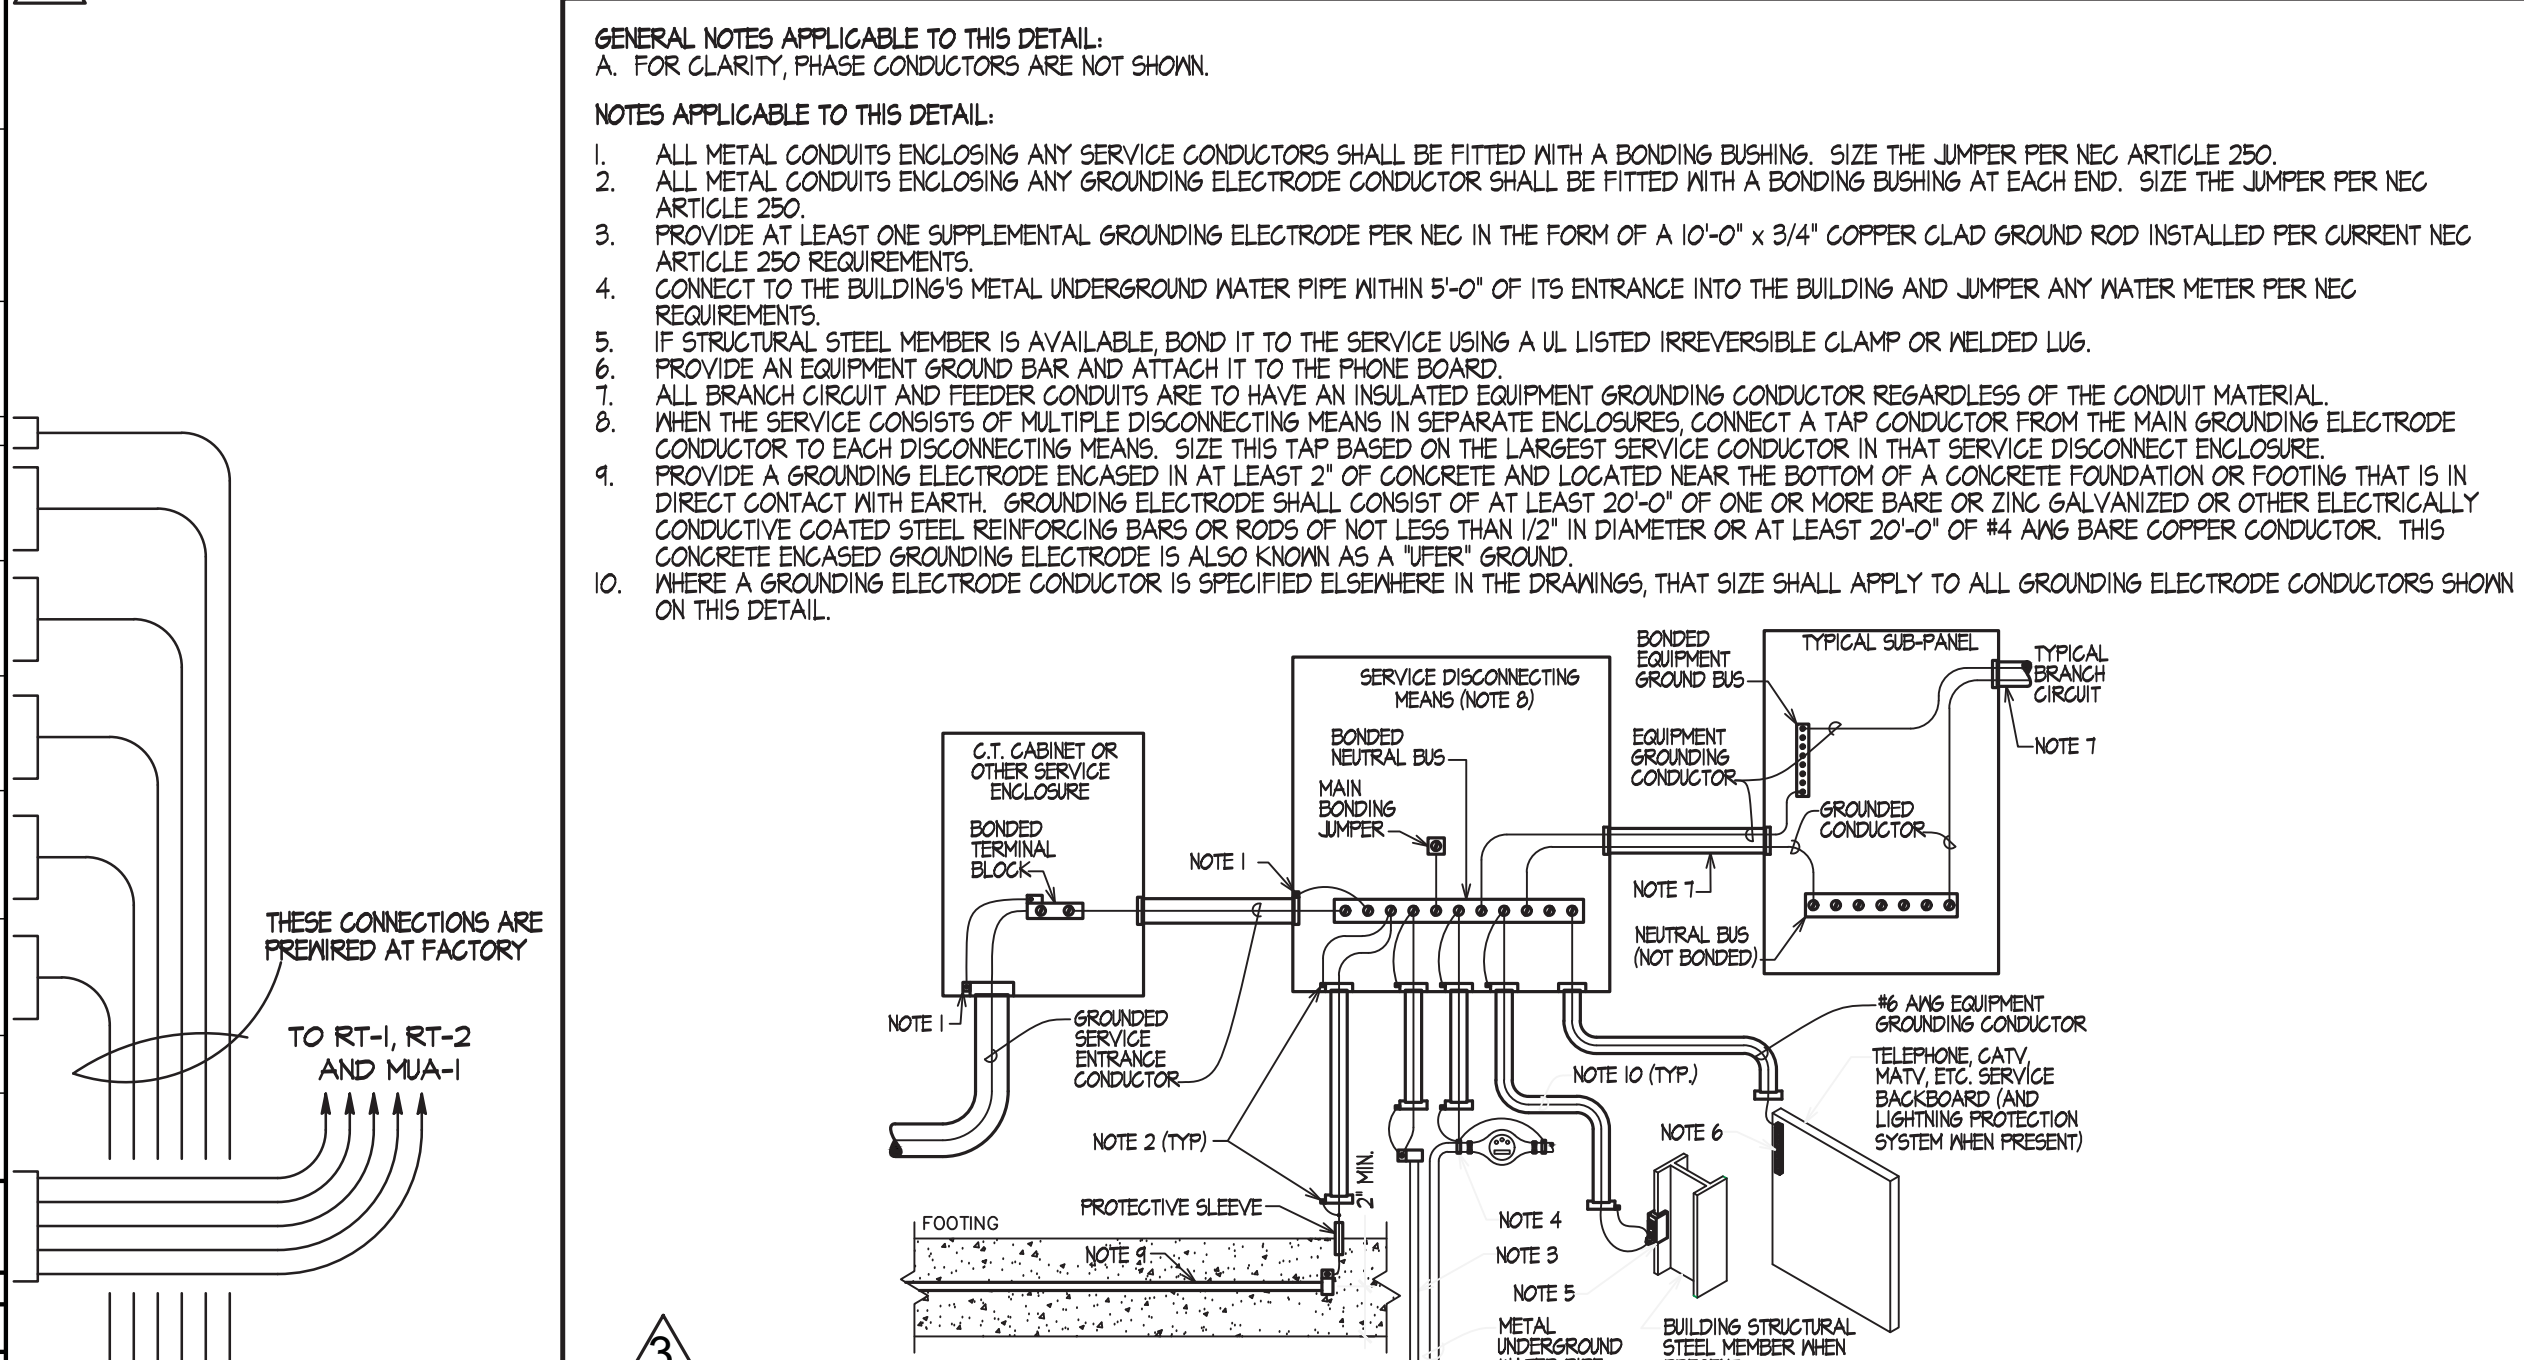 GENERAL NOTES APPLICABLE TO THIS DETAIL:
A. FOR CLARITY, PHASE CONDUCTORS ARE NOT SHOWN.
NOTES APPLICABLE TO THIS DETAIL:
1. ALL METAL CONDUITS ENCLOSING ANY SERVICE CONDUCTORS SHALL BE FITTED WITH A BONDING BUSHING. SIZE THE JUMPER PER NEC ARTICLE 250.
2. ALL METAL CONDUITS ENCLOSING ANY GROUNDING ELECTRODE CONDUCTOR SHALL BE FITTED WITH A BONDING BUSHING AT EACH END. SIZE THE JUMPER PER NEC
ARTICLE 250.
3. PROVIDE AT LEAST ONE SUPPLEMENTAL GROUNDING ELECTRODE PER NEC IN THE FORM OF A 10'-0" x 3/4" COPPER CLAD GROUND ROD INSTALLED PER CURRENT NEC
ARTICLE 250 REQUIREMENTS.
4. CONNECT TO THE BUILDING'S METAL UNDERGROUND WATER PIPE WITHIN 5'-0" OF ITS ENTRANCE INTO THE BUILDING AND JUMPER ANY WATER METER PER NEC
REQUIREMENTS.
5. IF STRUCTURAL STEEL MEMBER IS AVAILABLE, BOND IT TO THE SERVICE USING A UL LISTED IRREVERSIBLE CLAMP OR WELDED LUG.
6. PROVIDE AN EQUIPMENT GROUND BAR AND ATTACH IT TO THE PHONE BOARD.
7. ALL BRANCH CIRCUIT AND FEEDER CONDUITS ARE TO HAVE AN INSULATED EQUIPMENT GROUNDING CONDUCTOR REGARDLESS OF THE CONDUIT MATERIAL.
8. WHEN THE SERVICE CONSISTS OF MULTIPLE DISCONNECTING MEANS IN SEPARATE ENCLOSURES, CONNECT A TAP CONDUCTOR FROM THE MAIN GROUNDING ELECTRODE
CONDUCTOR TO EACH DISCONNECTING MEANS. SIZE THIS TAP BASED ON THE LARGEST SERVICE CONDUCTOR IN THAT SERVICE DISCONNECT ENCLOSURE.
9. PROVIDE A GROUNDING ELECTRODE ENCASED IN AT LEAST 2" OF CONCRETE AND LOCATED NEAR THE BOTTOM OF A CONCRETE FOUNDATION OR FOOTING THAT IS IN
DIRECT CONTACT WITH EARTH. GROUNDING ELECTRODE SHALL CONSIST OF AT LEAST 20'-0" OF ONE OR MORE BARE OR ZINC GALVANIZED OR OTHER ELECTRICALLY
CONDUCTIVE COATED STEEL REINFORCING BARS OR RODS OF NOT LESS THAN 1/2" IN DIAMETER OR AT LEAST 20'-0" OF #4 AWG BARE COPPER CONDUCTOR. THIS
CONCRETE ENCASED GROUNDING ELECTRODE IS ALSO KNOWN AS A "UFER" GROUND.
10. WHERE A GROUNDING ELECTRODE CONDUCTOR IS SPECIFIED ELSEWHERE IN THE DRAWINGS, THAT SIZE SHALL APPLY TO ALL GROUNDING ELECTRODE CONDUCTORS SHOWN
ON THIS DETAIL.
THESE CONNECTIONS ARE
PREWIRED AT FACTORY
TO RT-1, RT-2
AND MUA-1
C.T. CABINET OR
OTHER SERVICE
ENCLOSURE
BONDED
TERMINAL
BLOCK
NOTE 1
NOTE 1
GROUNDED
SERVICE
ENTRANCE
CONDUCTOR
SERVICE DISCONNECTING
MEANS (NOTE 8)
BONDED
NEUTRAL BUS
MAIN
BONDING
JUMPER
BONDED
EQUIPMENT
GROUND BUS
EQUIPMENT
GROUNDING
CONDUCTOR
NOTE 7
NEUTRAL BUS
(NOT BONDED)
TYPICAL SUB-PANEL
GROUNDED
CONDUCTOR
TYPICAL
BRANCH
CIRCUIT
NOTE 7
#6 AWG EQUIPMENT
GROUNDING CONDUCTOR
TELEPHONE, CATV,
MATV, ETC. SERVICE
BACKBOARD (AND
LIGHTNING PROTECTION
SYSTEM WHEN PRESENT)
NOTE 10 (TYP.)
NOTE 6
NOTE 2 (TYP)
2" MIN.
PROTECTIVE SLEEVE
FOOTING
NOTE 9
NOTE 4
NOTE 3
NOTE 5
METAL
UNDERGROUND
BUILDING STRUCTURAL
STEEL MEMBER WHEN
3